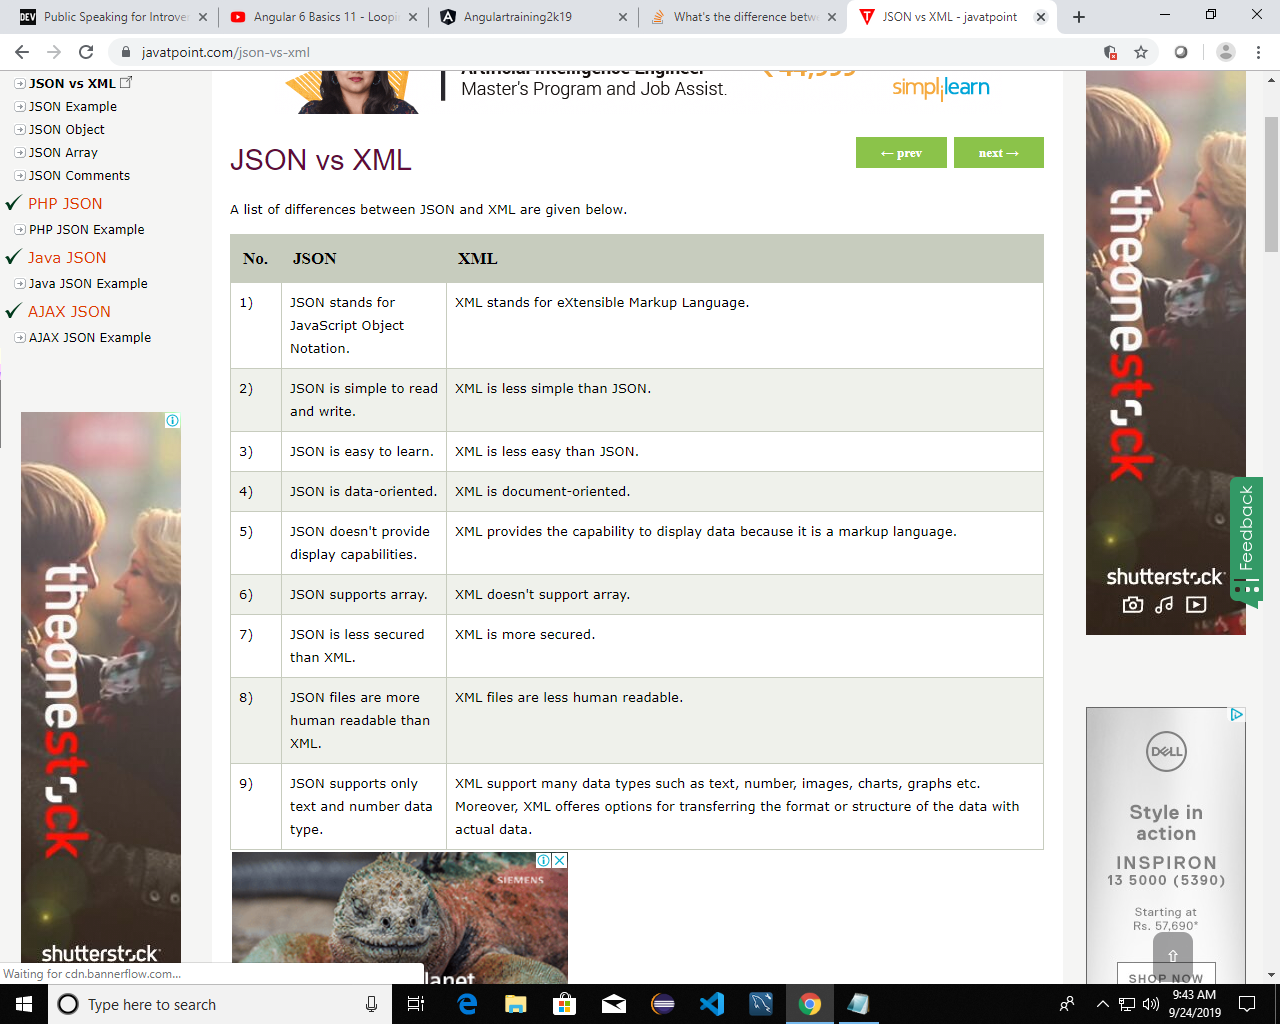 DEV Public Speaking for Introver
Angular 6 Basics 11 - Loopin
Angulartraining2k19
What's the difference betwe
JSON vs XML - javatpoint
javatpoint.com/json-vs-xml
JSON vs XML
JSON Example
JSON Object
JSON Array
JSON Comments
PHP JSON
PHP JSON Example
Java JSON
Java JSON Example
AJAX JSON
AJAX JSON Example
Artificial Intelligence Engineer
Master's Program and Job Assist.
₹ 44,999
simplilearn
JSON vs XML
← prev
next →
A list of differences between JSON and XML are given below.
No. JSON XML
1) JSON stands for XML stands for eXtensible Markup Language.
JavaScript Object
Notation.
2) JSON is simple to read XML is less simple than JSON.
and write.
3) JSON is easy to learn. XML is less easy than JSON.
4) JSON is data-oriented. XML is document-oriented.
5) JSON doesn't provide XML provides the capability to display data because it is a markup language.
display capabilities.
6) JSON supports array. XML doesn't support array.
7) JSON is less secured XML is more secured.
than XML.
8) JSON files are more XML files are less human readable.
human readable than
XML.
9) JSON supports only XML support many data types such as text, number, images, charts, graphs etc.
text and number data Moreover, XML offeres options for transferring the format or structure of the data with
type. actual data.
theonestock
shutterstock
SIEMENS
lanet
theonestock
shutterstock
Feedback
DELL
Style in
action
INSPIRON
13 5000 (5390)
Starting at
Rs. 57,690*
SHOP NOW
Waiting for cdn.bannerflow.com...
Type here to search
9:43 AM
9/24/2019